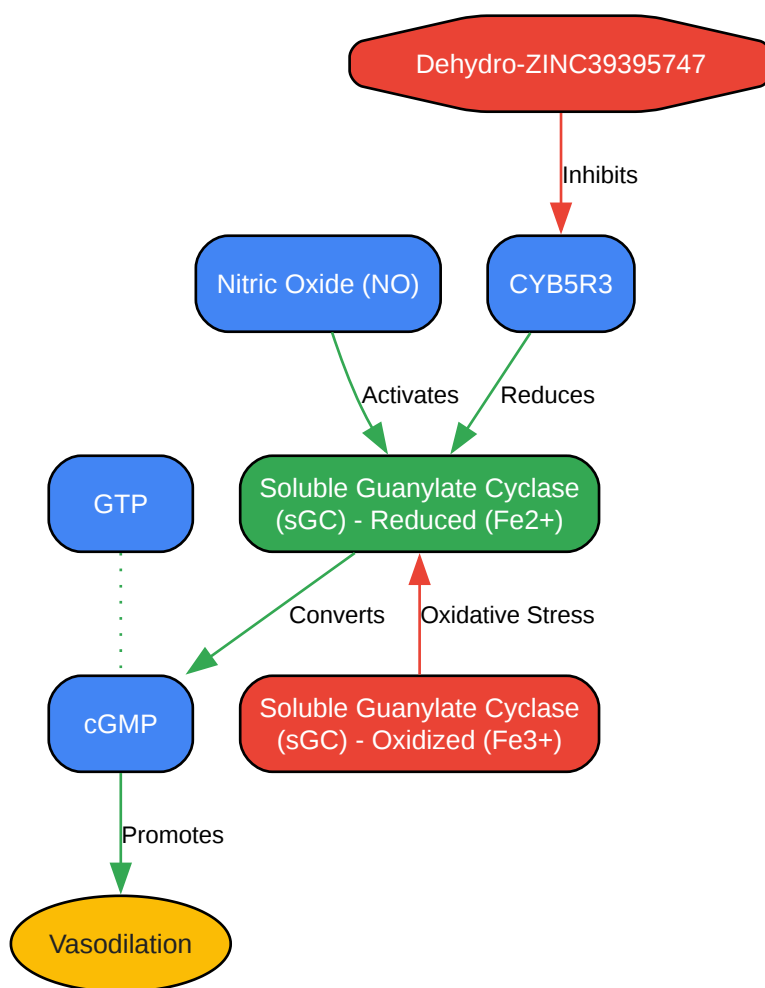 Dehydro-ZINC39395747
Inhibits
Nitric Oxide (NO)
CYB5R3
Activates
Reduces
GTP
Soluble Guanylate Cyclase
(sGC) - Reduced (Fe2+)
Converts
Oxidative Stress
cGMP
Soluble Guanylate Cyclase
(sGC) - Oxidized (Fe3+)
Promotes
Vasodilation